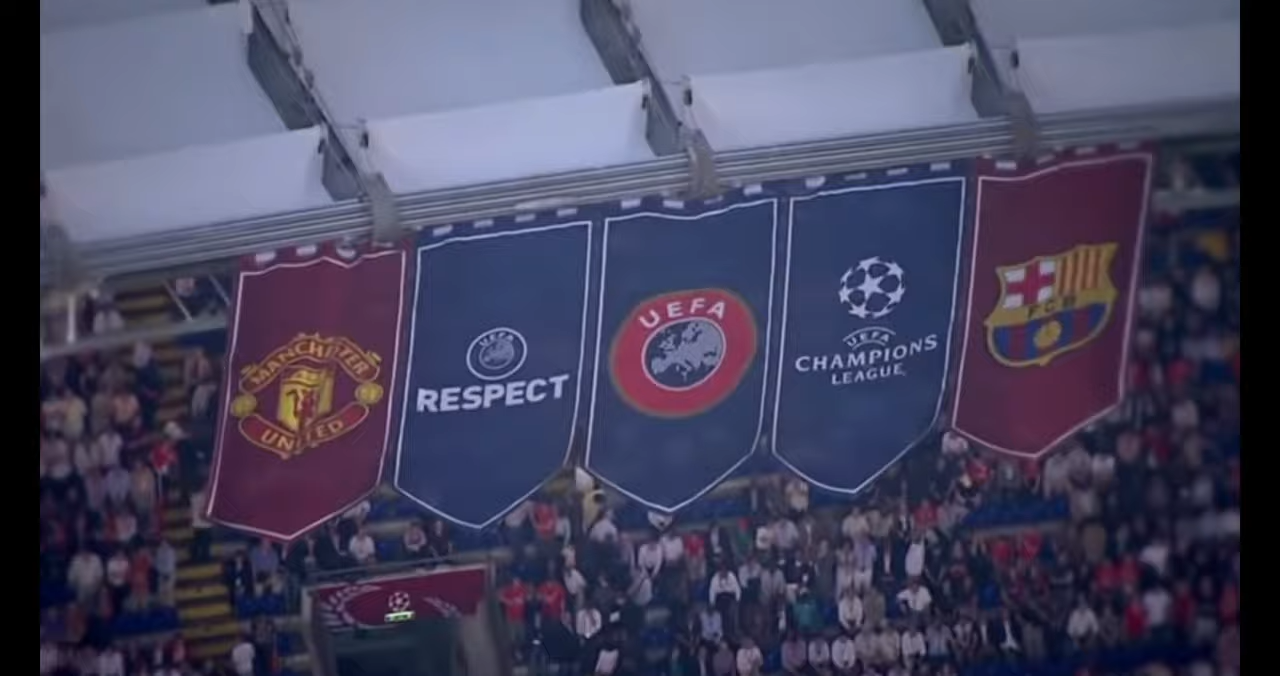 MANCHESTER
UNITED
UEFA
RESPECT
UEFA
UEFA
CHAMPIONS
LEAGUE
FCB